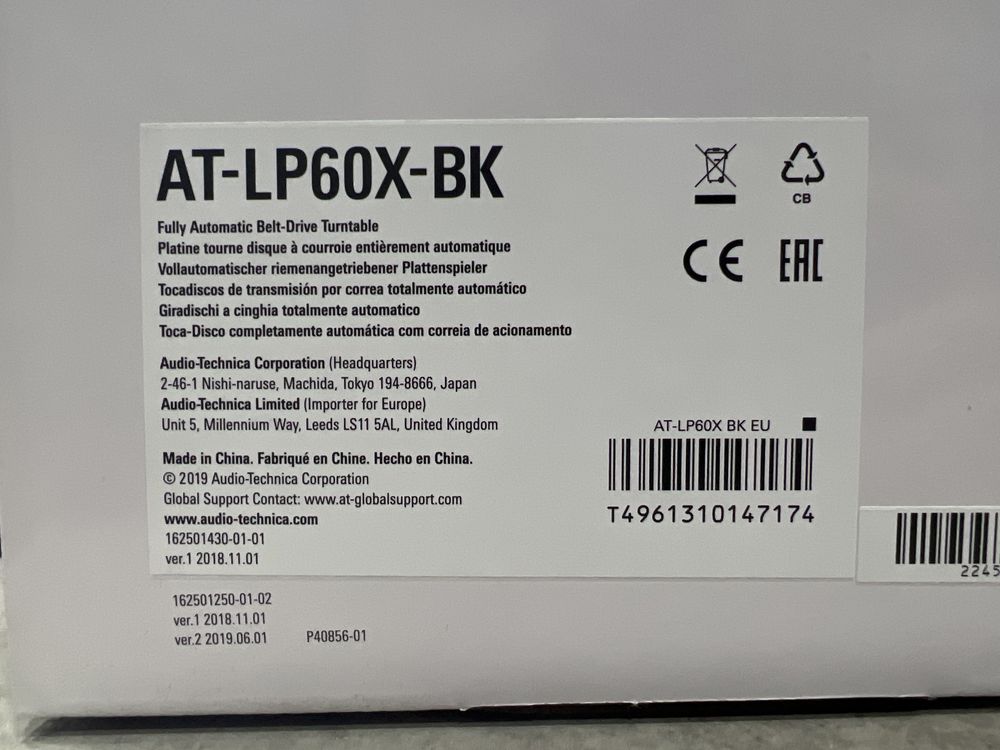 AT-LP60X-BK
Fully Automatic Belt-Drive Turntable
Platine tourne disque à courroie entièrement automatique
Vollautomatischer riemenangetriebener Plattenspieler
Tocadiscos de transmisión por correa totalmente automático
Giradischi a cinghia totalmente automatico
Toca-Disco completamente automática com correia de acionamento
Audio-Technica Corporation (Headquarters)
2-46-1 Nishi-naruse, Machida, Tokyo 194-8666, Japan
Audio-Technica Limited (Importer for Europe)
Unit 5, Millennium Way, Leeds LS11 5AL, United Kingdom
Made in China. Fabriqué en Chine. Hecho en China.
© 2019 Audio-Technica Corporation
Global Support Contact: www.at-globalsupport.com
www.audio-technica.com
162501430-01-01
ver.1 2018.11.01
CB
CE EAC
AT-LP60X BK EU
T4961310147174
2245
162501250-01-02
ver.1 2018.11.01
ver.2 2019.06.01 P40856-01